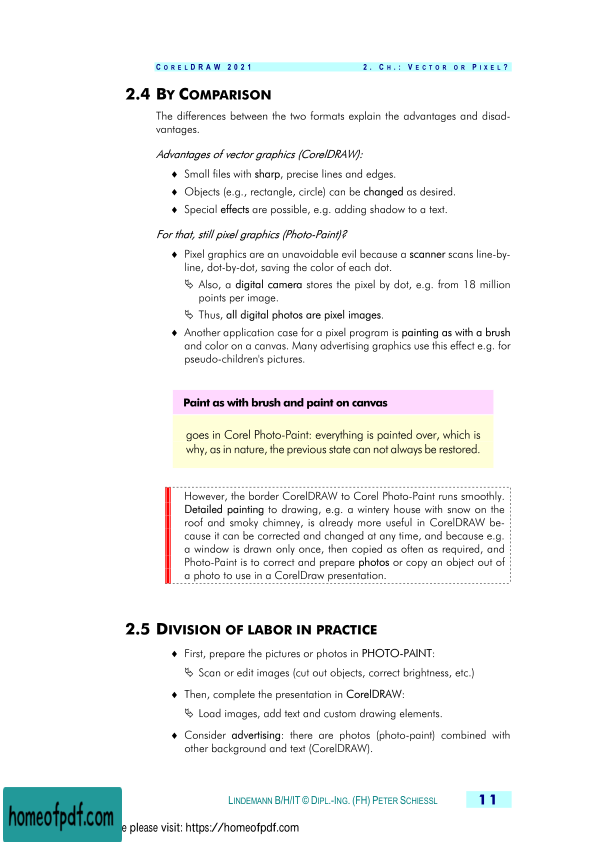 CORELDRAW 2021 2. CH.: VECTOR OR PIXEL?
2.4 BY COMPARISON
The differences between the two formats explain the advantages and disad-
vantages.
Advantages of vector graphics (CorelDRAW):
♦ Small files with sharp, precise lines and edges.
♦ Objects (e.g., rectangle, circle) can be changed as desired.
♦ Special effects are possible, e.g. adding shadow to a text.
For that, still pixel graphics (Photo-Paint)?
♦ Pixel graphics are an unavoidable evil because a scanner scans line-by-
line, dot-by-dot, saving the color of each dot.
⮡ Also, a digital camera stores the pixel by dot, e.g. from 18 million
points per image.
⮡ Thus, all digital photos are pixel images.
♦ Another application case for a pixel program is painting as with a brush
and color on a canvas. Many advertising graphics use this effect e.g. for
pseudo-children's pictures.
Paint as with brush and paint on canvas
goes in Corel Photo-Paint: everything is painted over, which is
why, as in nature, the previous state can not always be restored.
However, the border CorelDRAW to Corel Photo-Paint runs smoothly.
Detailed painting to drawing, e.g. a wintery house with snow on the
roof and smoky chimney, is already more useful in CorelDRAW be-
cause it can be corrected and changed at any time, and because e.g.
a window is drawn only once, then copied as often as required, and
Photo-Paint is to correct and prepare photos or copy an object out of
a photo to use in a CorelDraw presentation.
2.5 DIVISION OF LABOR IN PRACTICE
♦ First, prepare the pictures or photos in PHOTO-PAINT:
⮡ Scan or edit images (cut out objects, correct brightness, etc.)
♦ Then, complete the presentation in CorelDRAW:
⮡ Load images, add text and custom drawing elements.
♦ Consider advertising: there are photos (photo-paint) combined with
other background and text (CorelDRAW).
LINDEMANN B/H/IT © DIPL.-ING. (FH) PETER SCHIESSL 11
homeofpdf.com
e please visit: https://homeofpdf.com